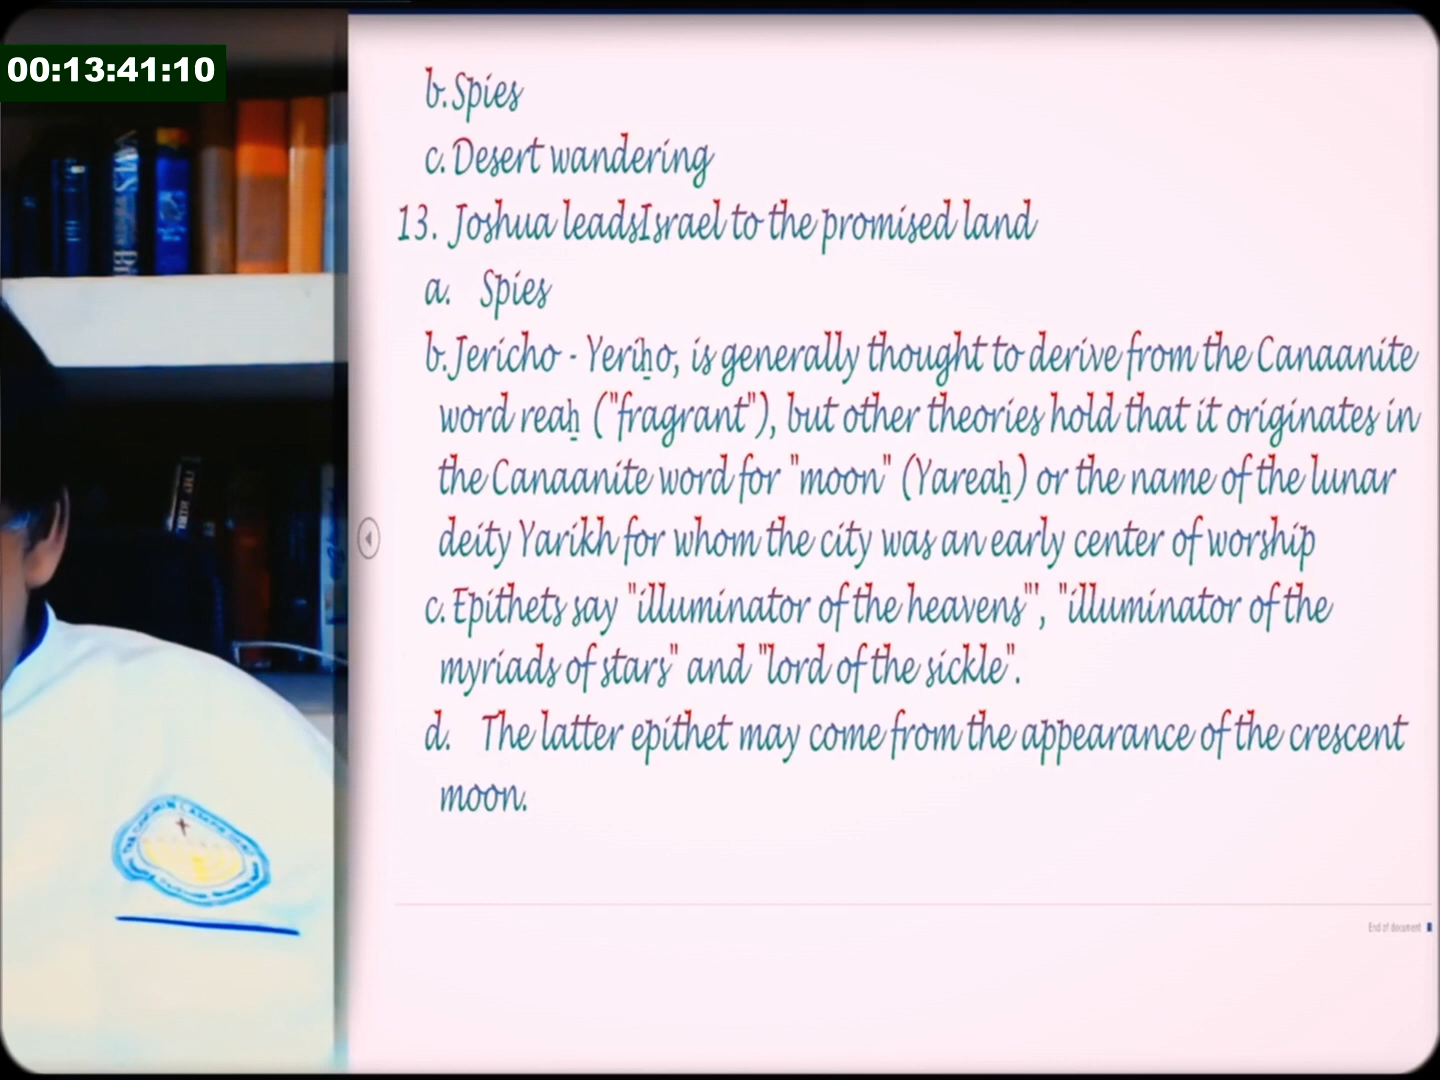 00:13:41:10
b. Spies
c. Desert wandering
13. Joshua leadsIsrael to the promised land
a. Spies
b. Jericho - Yeriẖo, is generally thought to derive from the Canaanite
word reaẖ ("fragrant"), but other theories hold that it originates in
the Canaanite word for "moon" (Yareaẖ) or the name of the lunar
deity Yarikh for whom the city was an early center of worship
c. Epithets say "illuminator of the heavens"', "illuminator of the
myriads of stars" and "lord of the sickle".
d. The latter epithet may come from the appearance of the crescent
moon.
End of document